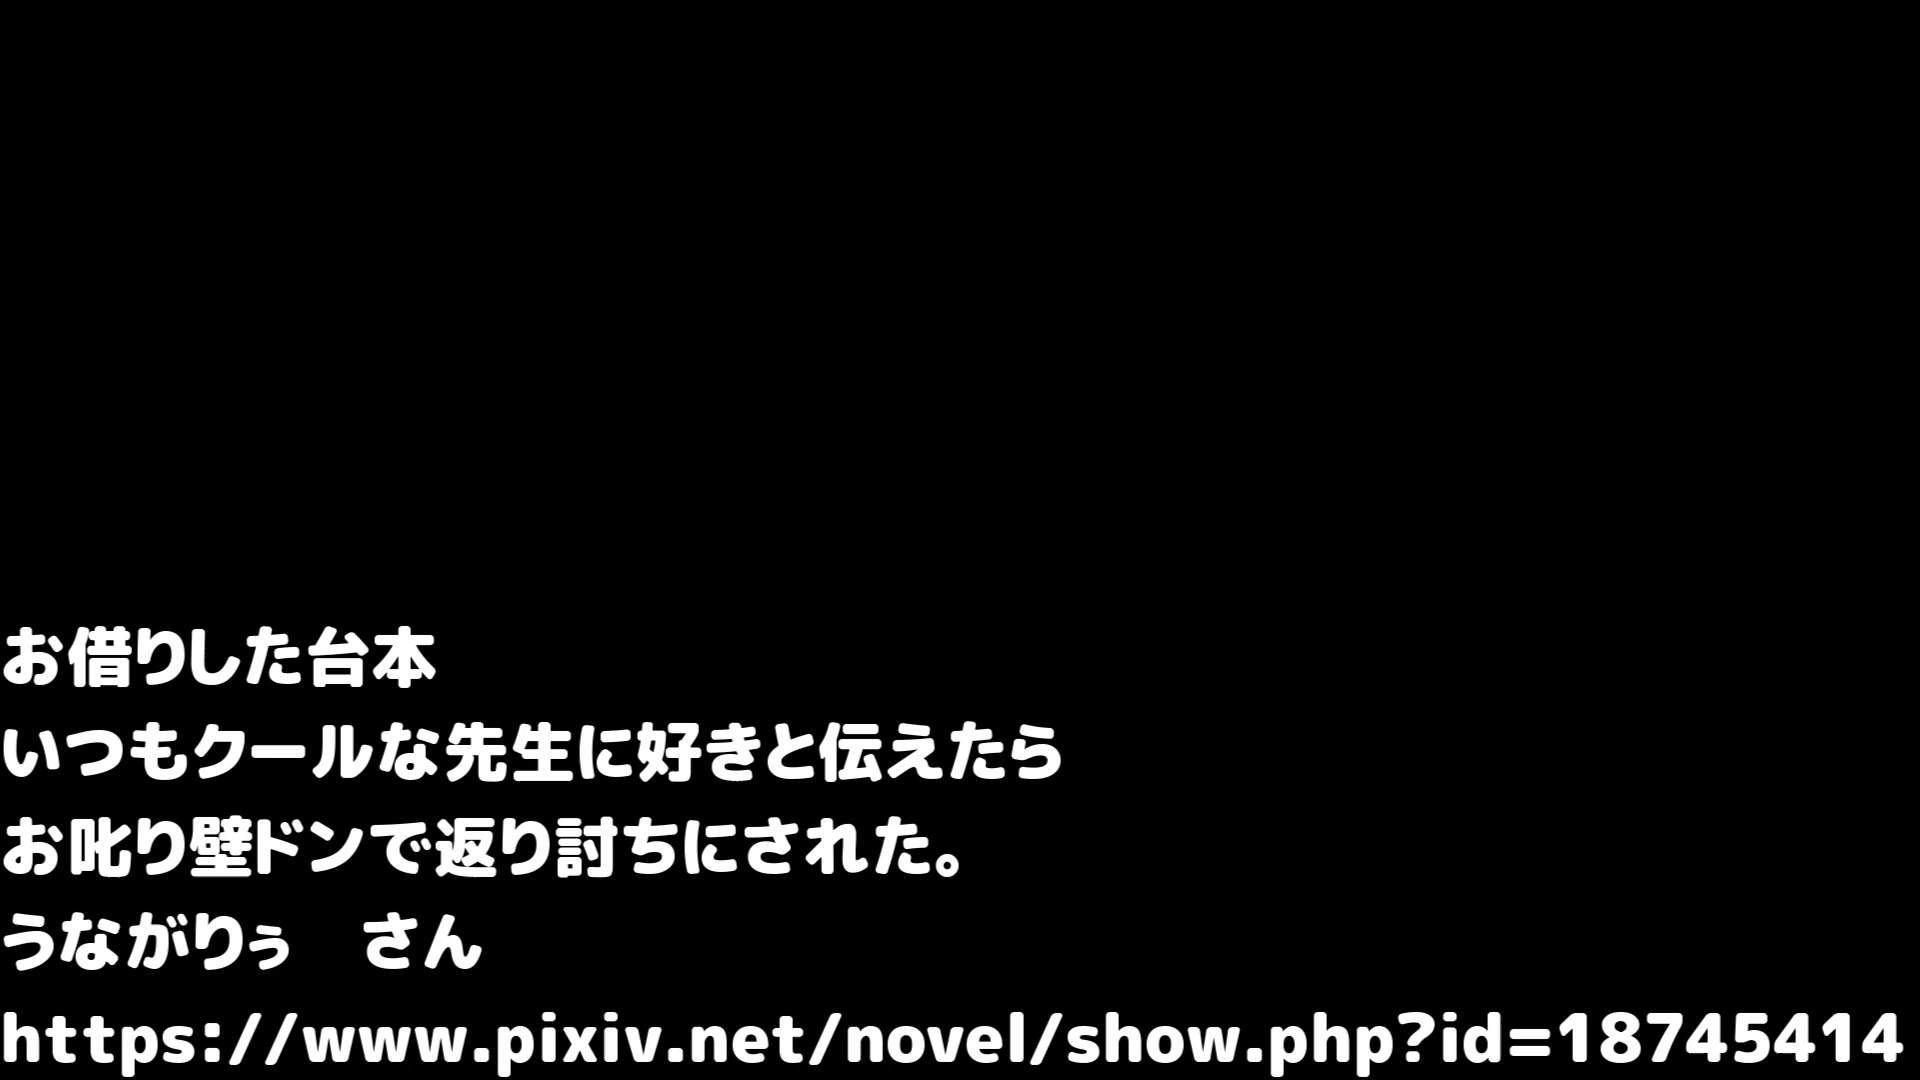 お借りした台本
いつもクールな先生に好きと伝えたら
お叱り壁ドンで返り討ちにされた。
うながりぅ　さん
https://www.pixiv.net/novel/show.php?id=18745414